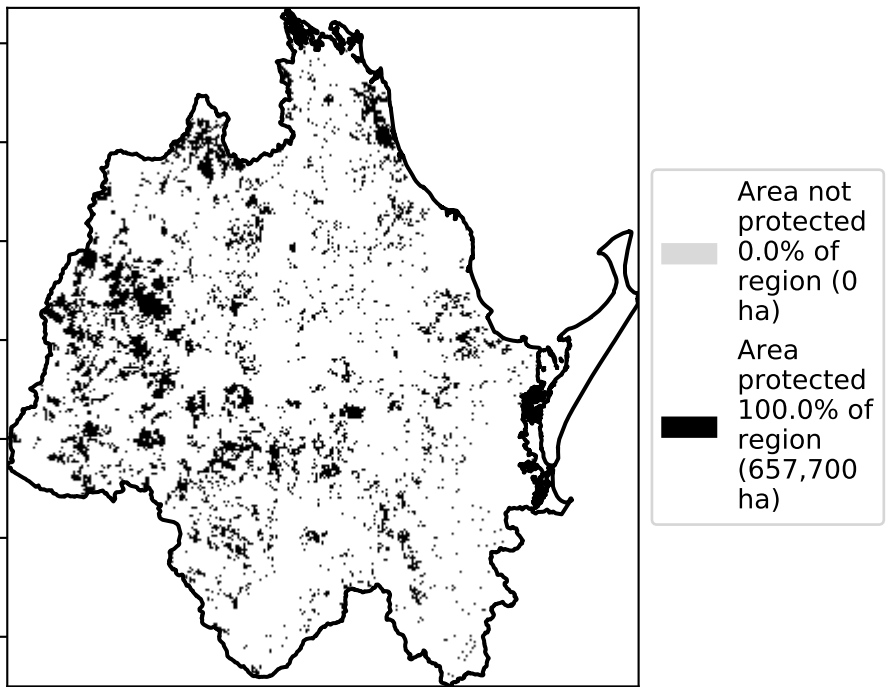 Area not
protected
0.0% of
region (0
ha)
Area
protected
100.0% of
region
(657,700
ha)